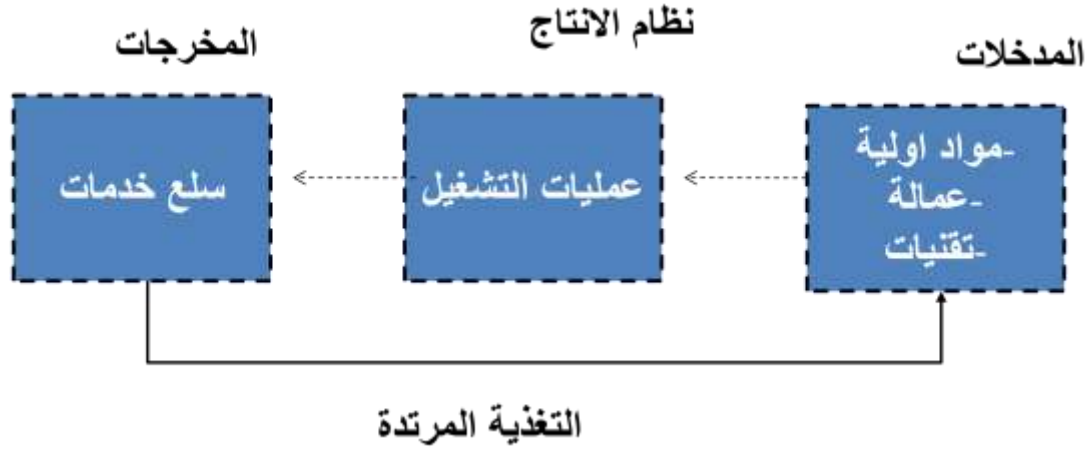 نظام الانتاج
المدخلات
المخرجات
-مواد اولية
-عمالة
-تقنيات
عمليات التشغيل
سلع خدمات
التغذية المرتدة